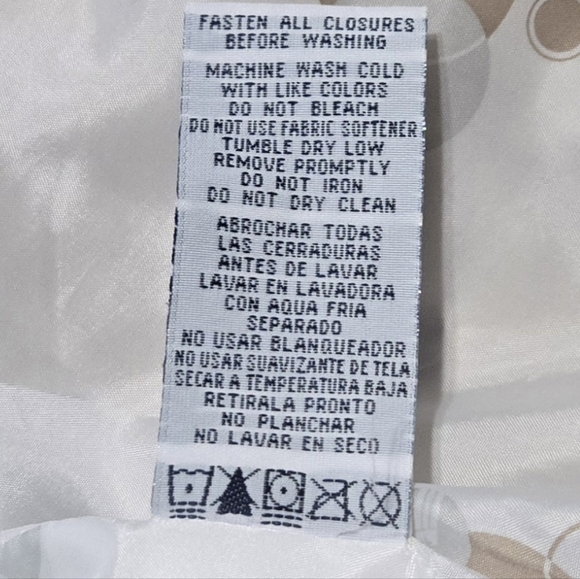 FASTEN ALL CLOSURES
BEFORE WASHING
MACHINE WASH COLD
WITH LIKE COLORS
DO NOT BLEACH
DO NOT USE FABRIC SOFTENER
TUMBLE DRY LOW
REMOVE PROMPTLY
DO NOT IRON
DO NOT DRY CLEAN
ABROCHAR TODAS
LAS CERRADURAS
ANTES DE LAVAR
LAVAR EN LAVADORA
CON AQUA FRIA
SEPARADO
NO USAR BLANQUEADOR
NO USAR SUAVIZANTE DE TELA
SECAR A TEMPERATURA BAJA
RETIRALA PRONTO
NO PLANCHAR
NO LAVAR EN SECO